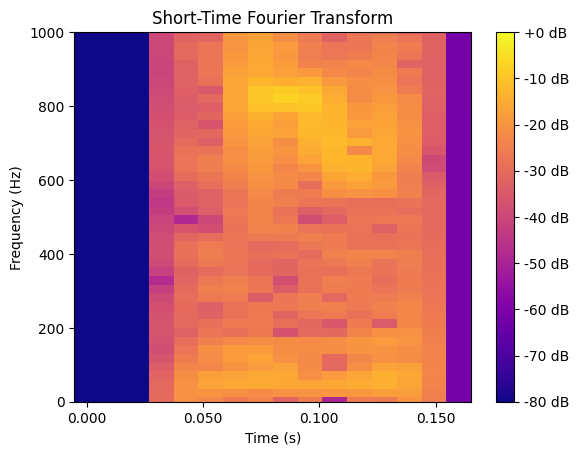 Short-Time Fourier Transform
1000
800
600
400
200
0
Frequency (Hz)
0.000
0.050
0.100
0.150
Time (s)
+0 dB
-10 dB
-20 dB
-30 dB
-40 dB
-50 dB
-60 dB
-70 dB
-80 dB